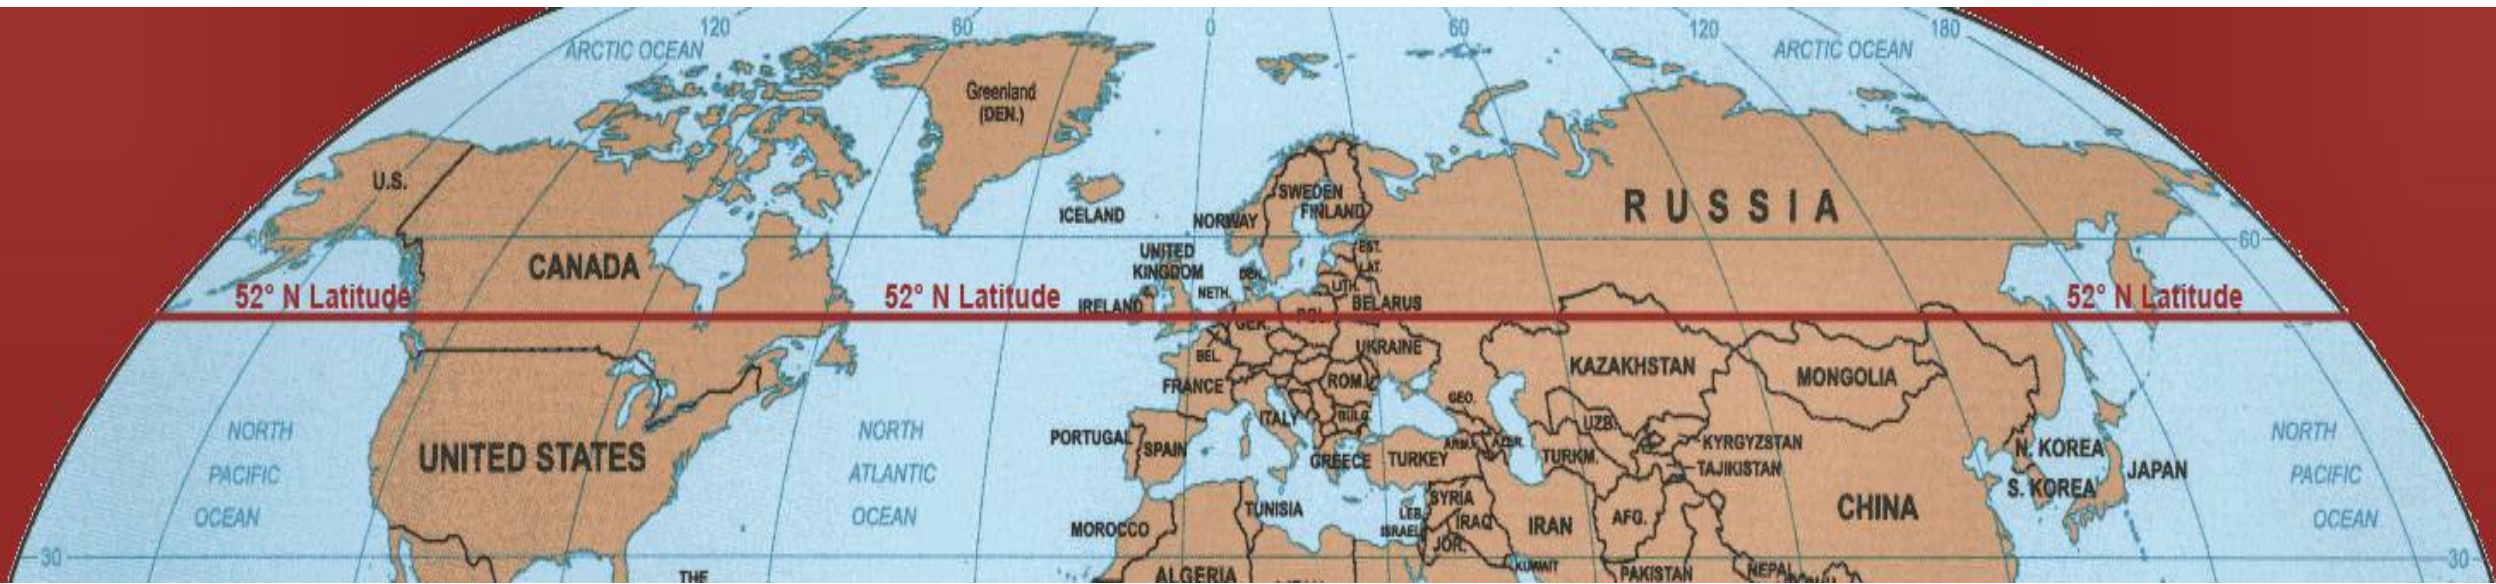 120
60
0
60
120
180
ARCTIC OCEAN
ARCTIC OCEAN
Greenland
(DEN.)
U.S.
ICELAND
NORWAY
SWEDEN
FINLAND
RUSSIA
60
60
CANADA
UNITED
KINGDOM
DEN.
EST.
LAT.
LITH.
NETH.
IRELAND
BELARUS
52° N Latitude
52° N Latitude
52° N Latitude
GER.
POL.
BEL.
UKRAINE
KAZAKHSTAN
MONGOLIA
FRANCE
ROM.
GEO.
ITALY
BULG.
UZB.
PORTUGAL
SPAIN
GREECE
TURKEY
ARM.
AZER.
TURKM.
KYRGYZSTAN
TAJIKISTAN
N. KOREA
S. KOREA
JAPAN
UNITED STATES
NORTH
PACIFIC
OCEAN
NORTH
ATLANTIC
OCEAN
NORTH
PACIFIC
OCEAN
CHINA
MOROCCO
TUNISIA
LEB.
ISRAEL
SYRIA
IRAQ
JOR.
IRAN
AFG.
KUWAIT
30
30
THE
ALGERIA
PAKISTAN
NEPAL